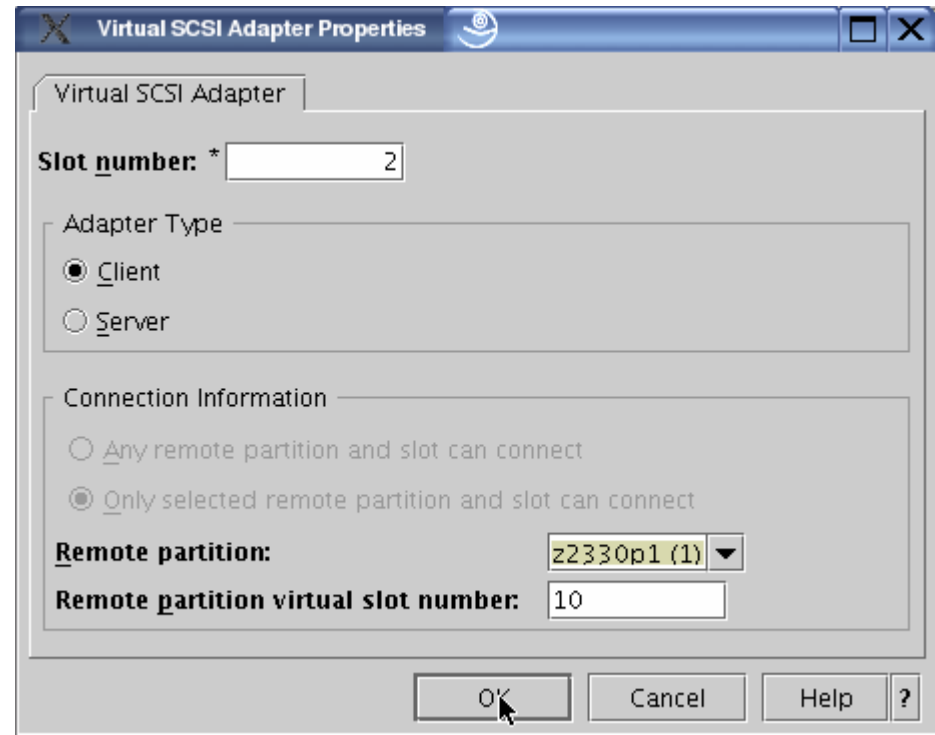 Virtual SCSI Adapter Properties
Virtual SCSI Adapter
Slot number: * 2
Adapter Type
Client
Server
Connection Information
Any remote partition and slot can connect
Only selected remote partition and slot can connect
Remote partition: z2330p1 (1)
Remote partition virtual slot number: 10
OK Cancel Help ?